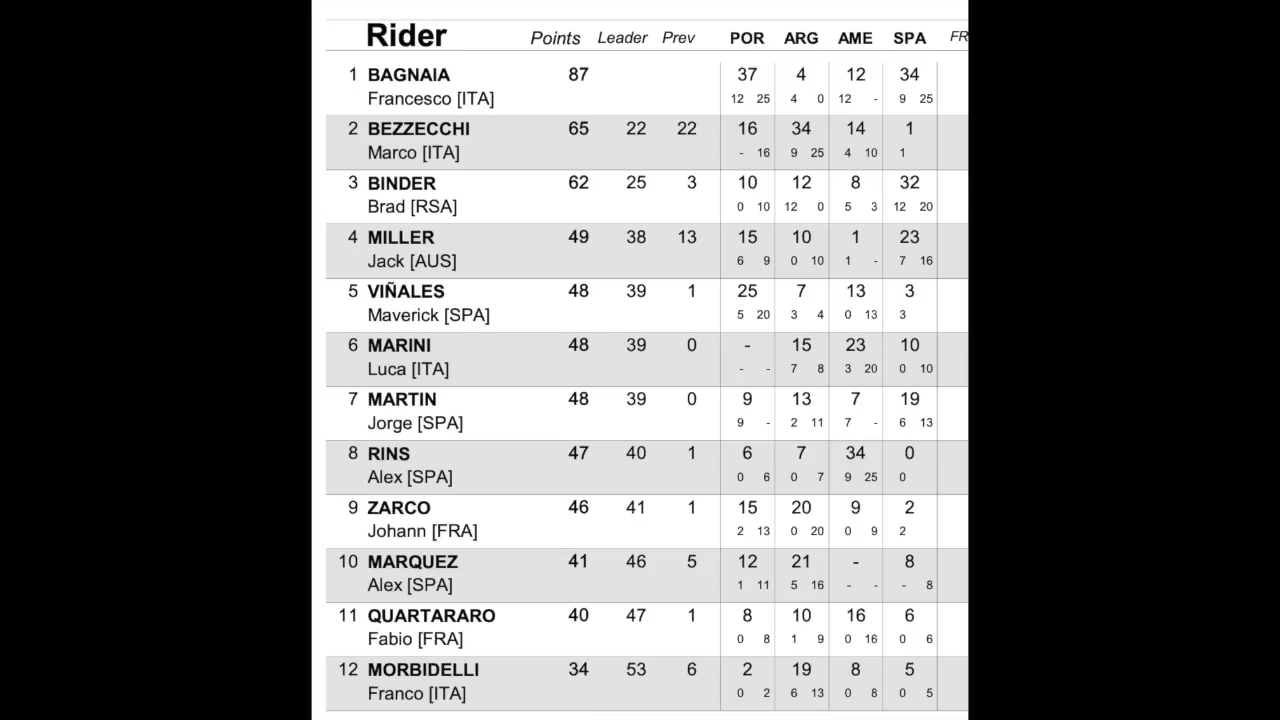 Rider Points Leader Prev POR ARG AME SPA FR
1 BAGNAIA 87 37 4 12 34
Francesco [ITA] 12 25 4 0 12 - 9 25
2 BEZZECCHI 65 22 22 16 34 14 1
Marco [ITA] - 16 9 25 4 10 1
3 BINDER 62 25 3 10 12 8 32
Brad [RSA] 0 10 12 0 5 3 12 20
4 MILLER 49 38 13 15 10 1 23
Jack [AUS] 6 9 0 10 1 - 7 16
5 VIÑALES 48 39 1 25 7 13 3
Maverick [SPA] 5 20 3 4 0 13 3
6 MARINI 48 39 0 - 15 23 10
Luca [ITA] - - 7 8 3 20 0 10
7 MARTIN 48 39 0 9 13 7 19
Jorge [SPA] 9 - 2 11 7 - 6 13
8 RINS 47 40 1 6 7 34 0
Alex [SPA] 0 6 0 7 9 25 0
9 ZARCO 46 41 1 15 20 9 2
Johann [FRA] 2 13 0 20 0 9 2
10 MARQUEZ 41 46 5 12 21 - 8
Alex [SPA] 1 11 5 16 - - - 8
11 QUARTARARO 40 47 1 8 10 16 6
Fabio [FRA] 0 8 1 9 0 16 0 6
12 MORBIDELLI 34 53 6 2 19 8 5
Franco [ITA] 0 2 6 13 0 8 0 5